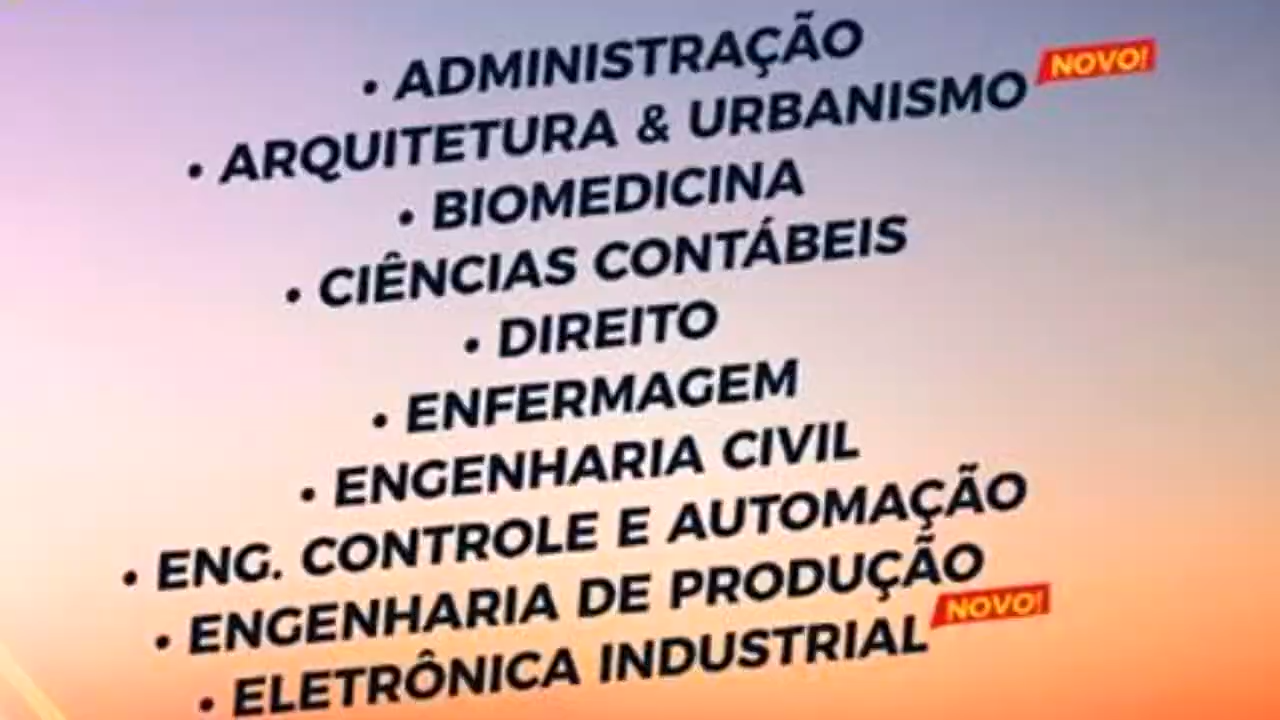 • ADMINISTRAÇÃO
• ARQUITETURA & URBANISMO NOVO!
• BIOMEDICINA
• CIÊNCIAS CONTÁBEIS
• DIREITO
• ENFERMAGEM
• ENGENHARIA CIVIL
• ENG. CONTROLE E AUTOMAÇÃO
• ENGENHARIA DE PRODUÇÃO
• ELETRÔNICA INDUSTRIAL NOVO!